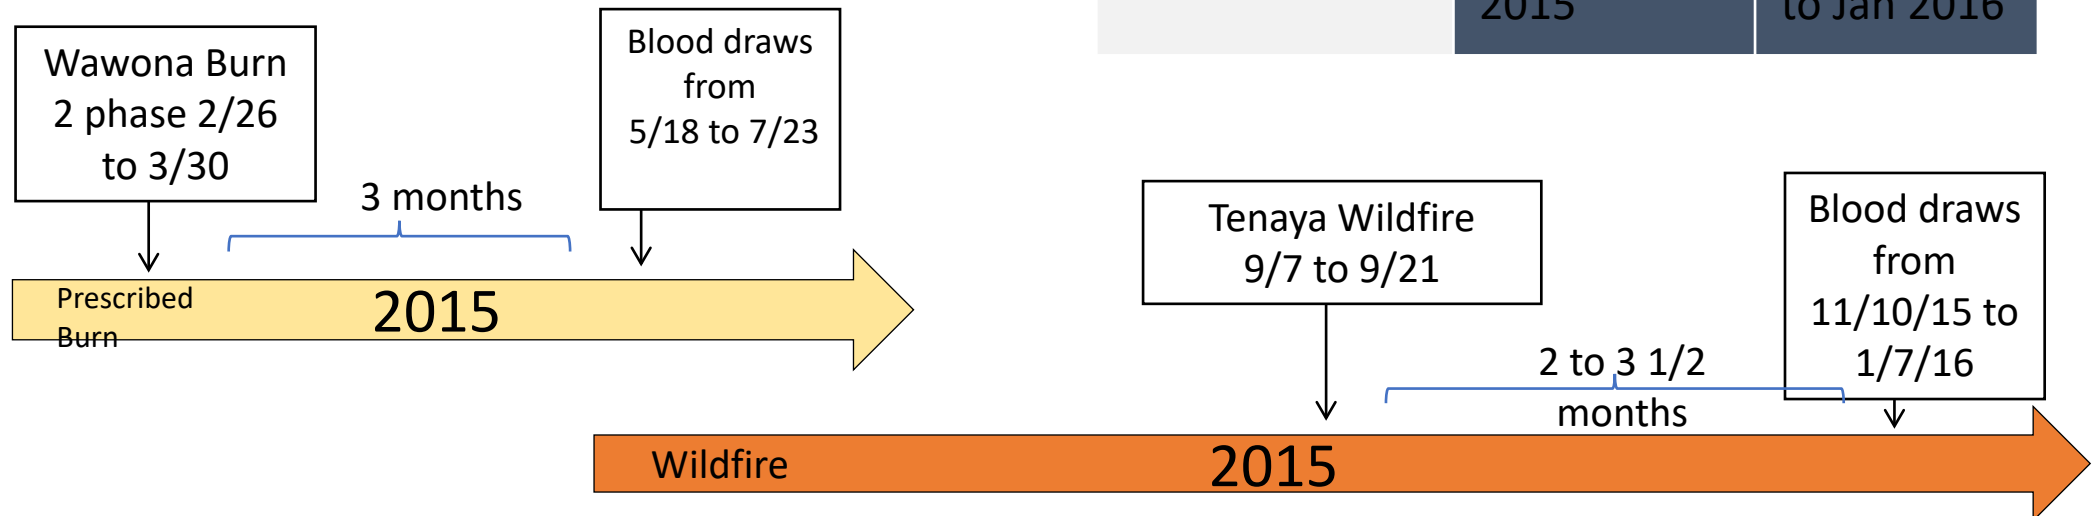 2015
to Jan 2016
Wawona Burn
2 phase 2/26
to 3/30
3 months
Blood draws
from
5/18 to 7/23
Prescribed
Burn
2015
Tenaya Wildfire
9/7 to 9/21
2 to 3 1/2
months
Blood draws
from
11/10/15 to
1/7/16
Wildfire
2015